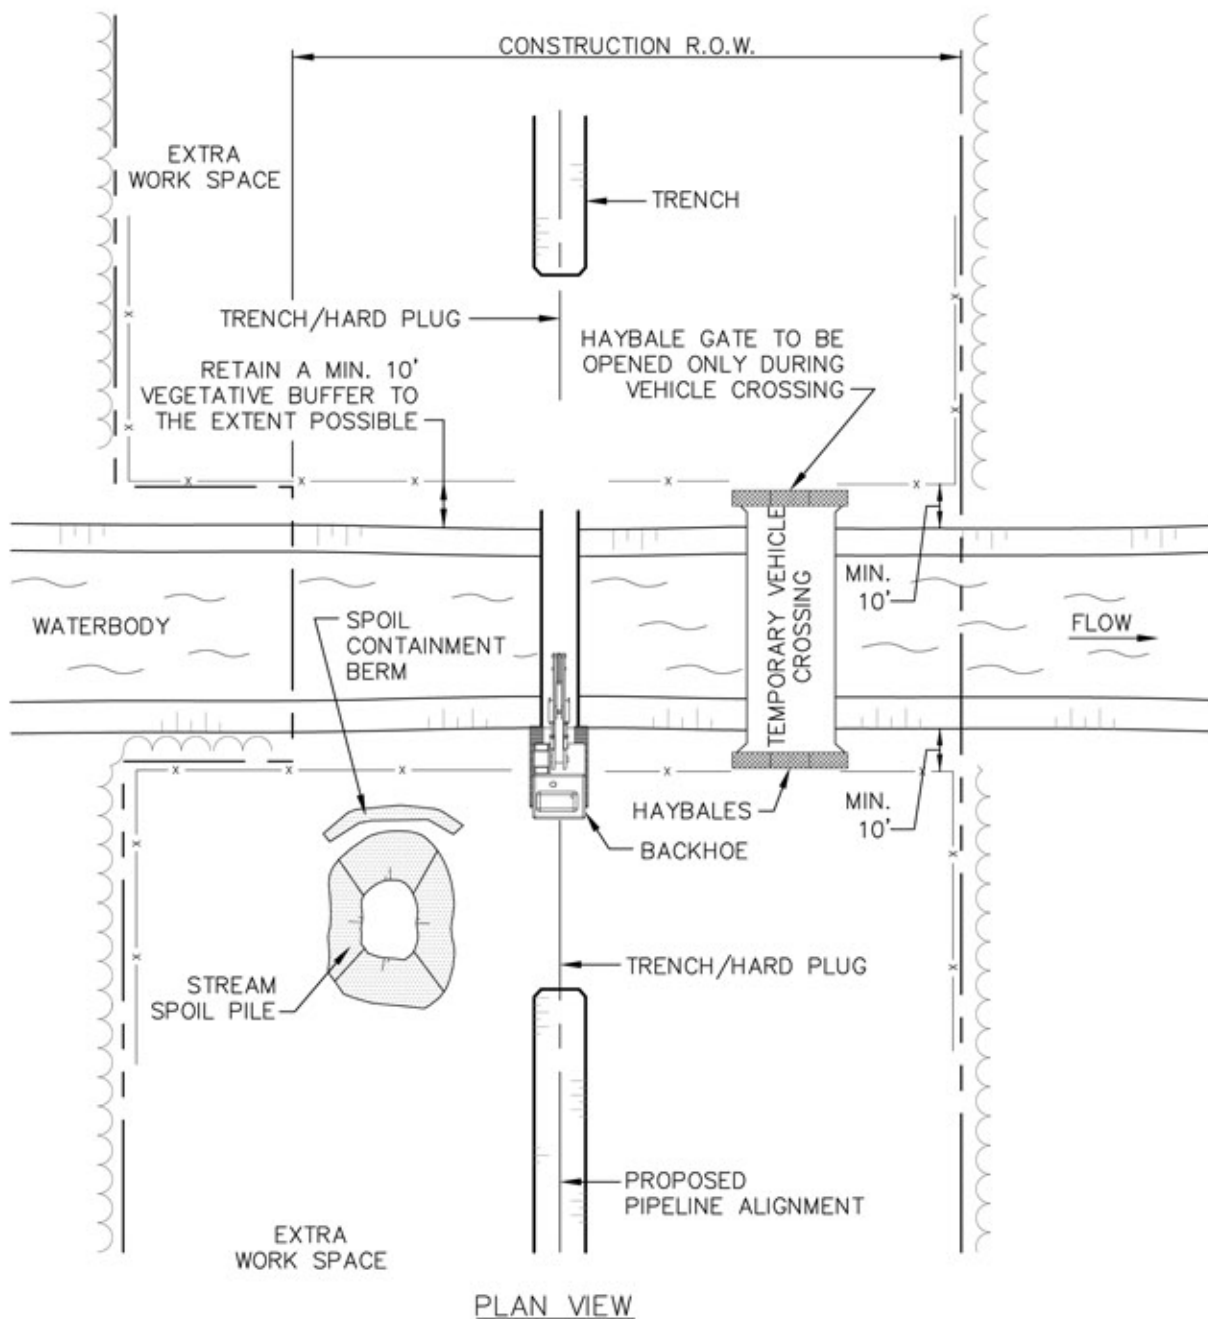 CONSTRUCTION R.O.W.
EXTRA
WORK SPACE
TRENCH
TRENCH/HARD PLUG
HAYBALE GATE TO BE
OPENED ONLY DURING
VEHICLE CROSSING
RETAIN A MIN. 10'
VEGETATIVE BUFFER TO
THE EXTENT POSSIBLE
TEMPORARY VEHICLE
CROSSING
MIN.
10'
WATERBODY
SPOIL
CONTAINMENT
BERM
FLOW
HAYBALES
MIN.
10'
BACKHOE
TRENCH/HARD PLUG
STREAM
SPOIL PILE
PROPOSED
PIPELINE ALIGNMENT
EXTRA
WORK SPACE
PLAN VIEW